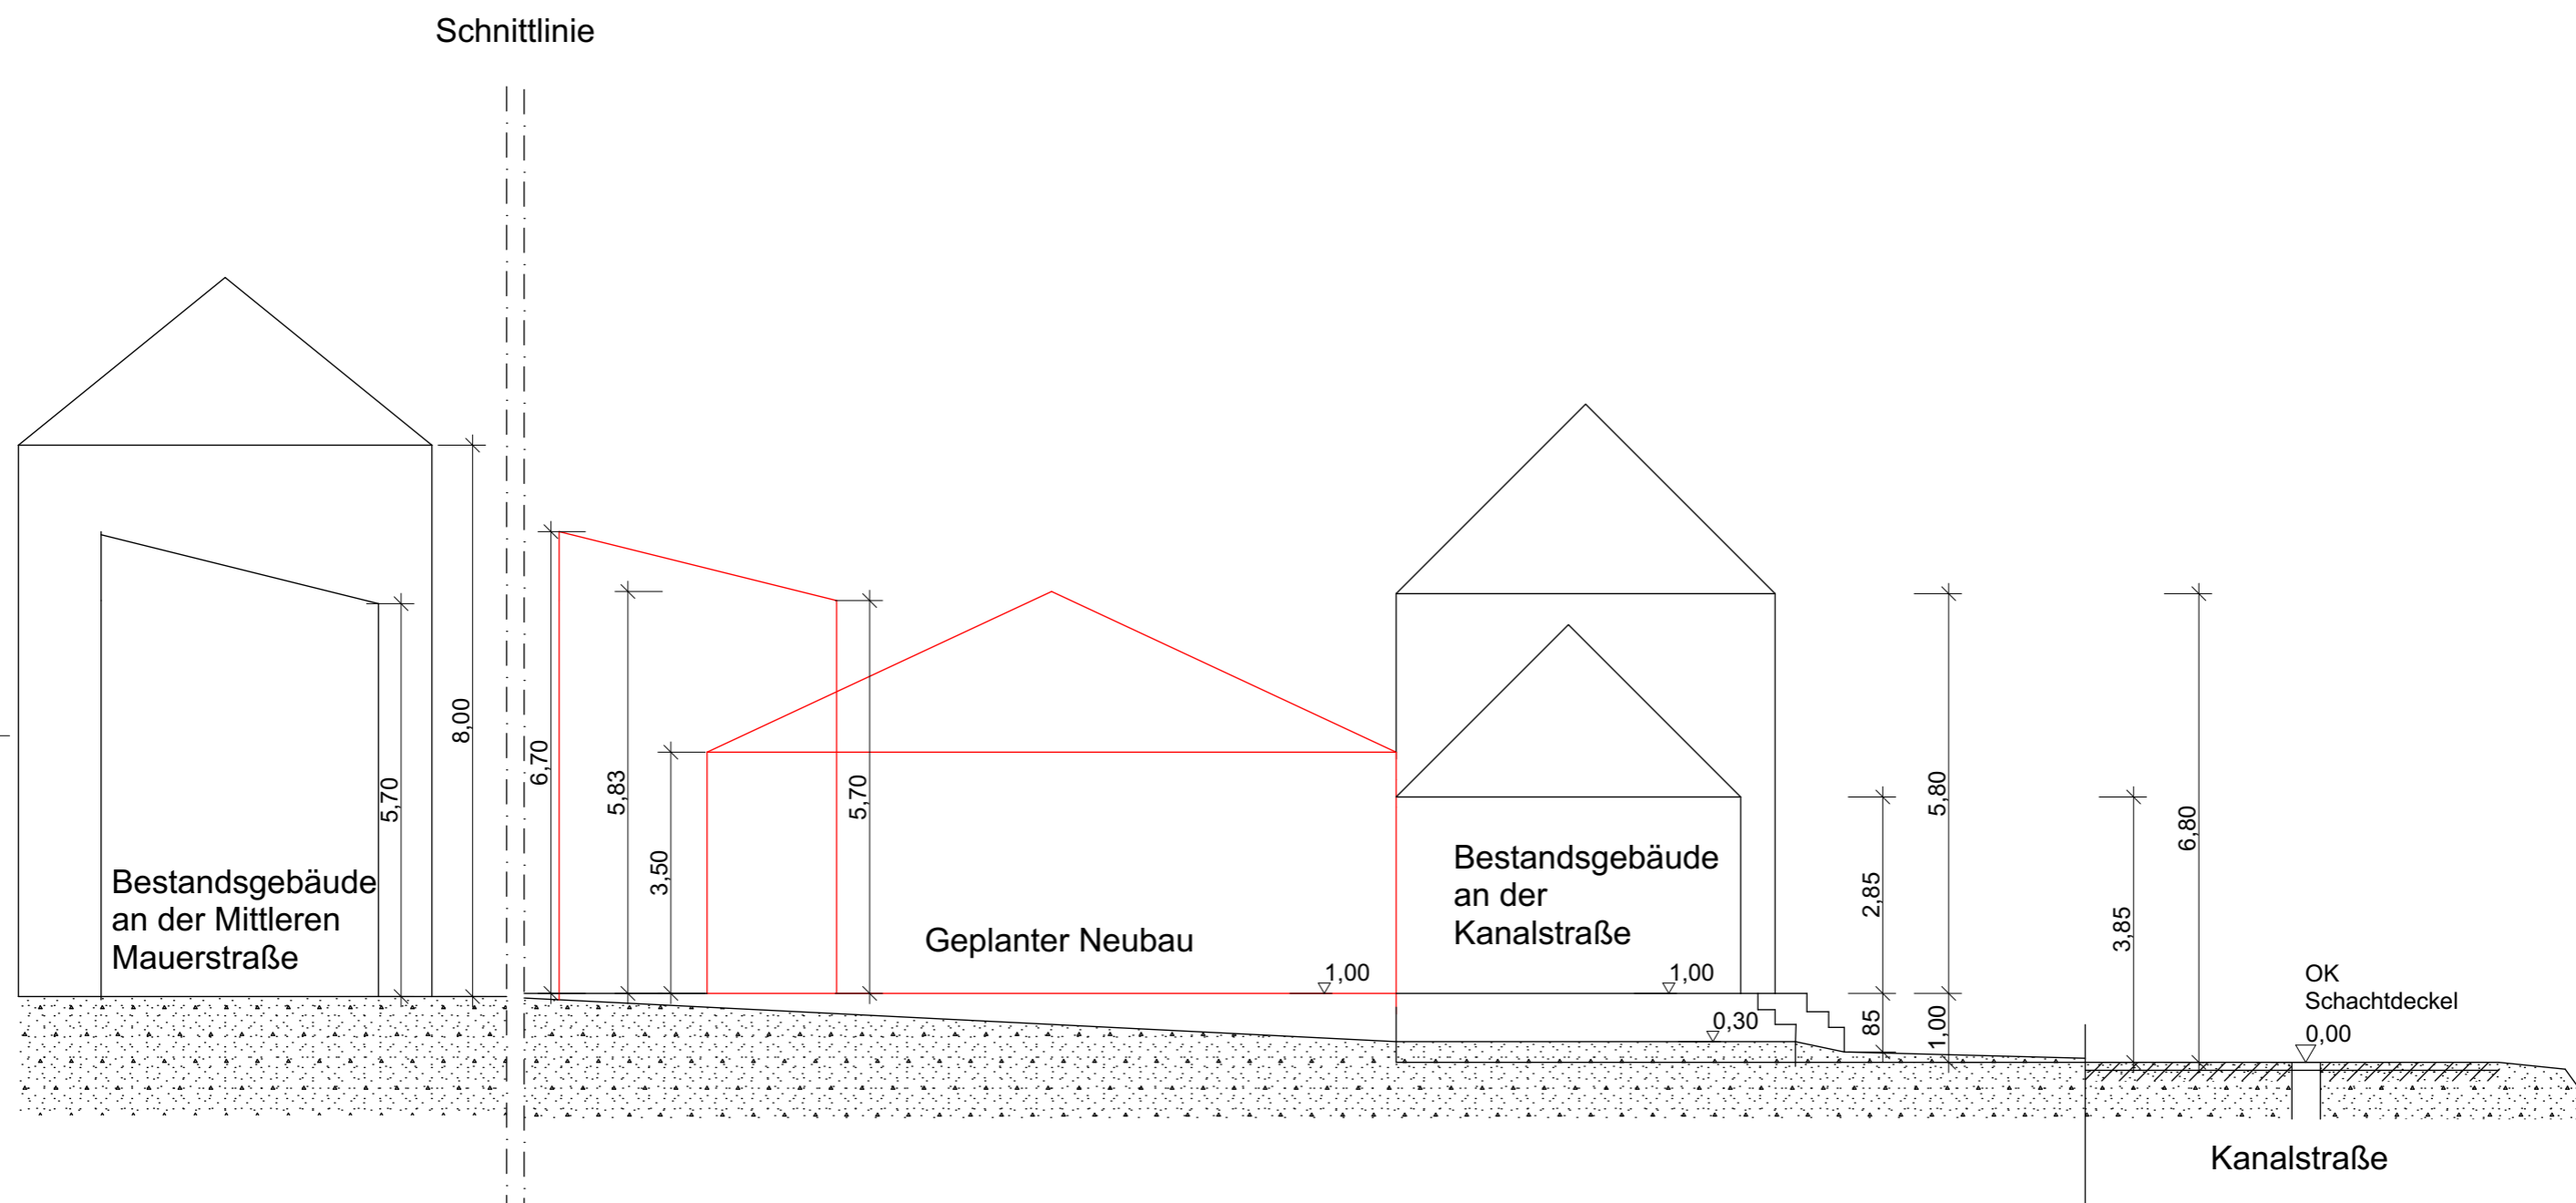 Schnittlinie
8,00
5,70
Bestandsgebäude
an der Mittleren
Mauerstraße
6,70
5,83
3,50
5,70
Geplanter Neubau
1,00
Bestandsgebäude
an der
Kanalstraße
1,00
0,30
2,85
85
5,80
1,00
3,85
6,80
OK
Schachtdeckel
0,00
Kanalstraße